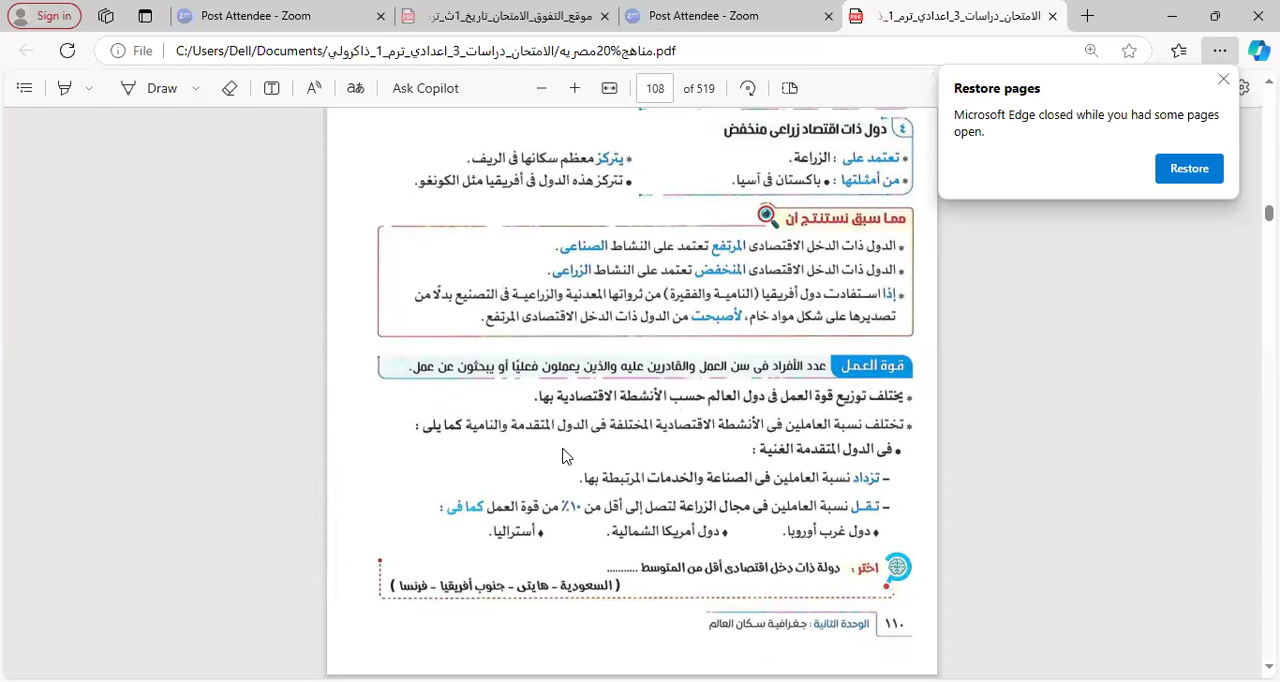 Sign in
Post Attendee - Zoom
موقع التفوق_الامتحان_تاريخ_1ث_تر
Post Attendee - Zoom
الامتحان_دراسات_3_اعدادي_ترم_1_ذ
File
C:/Users/Dell/Documents/مناهج%20مصريه/الامتحان_دراسات_3_اعدادي_ترم_1_ذاكرولي.pdf
Draw
Ask Copilot
108 of 519
Restore pages
Microsoft Edge closed while you had some pages
open.
Restore
٤ دول ذات اقتصاد زراعى منخفض
* تعتمد على : الزراعة.
* يتركز معظم سكانها فى الريف.
* من أمثلتها : • باكستان فى آسيا.
• تتركز هذه الدول فى أفريقيا مثل الكونغو.
مما سبق نستنتج أن
* الدول ذات الدخل الاقتصادى المرتفع تعتمد على النشاط الصناعى.
* الدول ذات الدخل الاقتصادى المنخفض تعتمد على النشاط الزراعى.
* إذا استفادت دول أفريقيا (النامية والفقيرة) من ثرواتها المعدنية والزراعية فى التصنيع بدلًا من
تصديرها على شكل مواد خام، لأصبحت من الدول ذات الدخل الاقتصادى المرتفع.
قوة العمل عدد الأفراد فى سن العمل والقادرين عليه والذين يعملون فعليًا أو يبحثون عن عمل.
* يختلف توزيع قوة العمل فى دول العالم حسب الأنشطة الاقتصادية بها.
* تختلف نسبة العاملين فى الأنشطة الاقتصادية المختلفة فى الدول المتقدمة والنامية كما يلى :
• فى الدول المتقدمة الغنية :
– تزداد نسبة العاملين فى الصناعة والخدمات المرتبطة بها.
– تقل نسبة العاملين فى مجال الزراعة لتصل إلى أقل من ١٠٪ من قوة العمل كما فى :
♦ دول غرب أوروبا. ♦ دول أمريكا الشمالية. ♦ أستراليا.
اختر : دولة ذات دخل اقتصادى أقل من المتوسط ...........
( السعودية – هايتى – جنوب أفريقيا – فرنسا )
١١٠ الوحدة الثانية : جغرافية سكان العالم